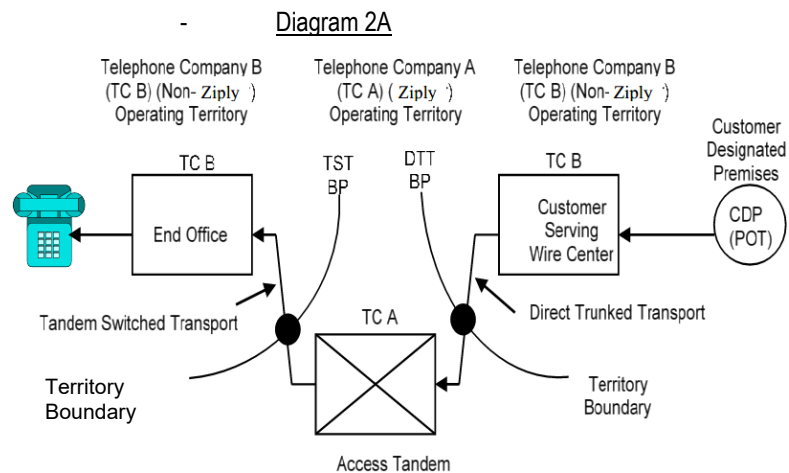 - Diagram 2A
Telephone Company B
(TC B) (Non- Ziply )
Operating Territory
Telephone Company A
(TC A) ( Ziply )
Operating Territory
Telephone Company B
(TC B) (Non- Ziply )
Operating Territory
Customer
Designated
Premises
TC B
TST
BP
DTT
BP
TC B
End Office
Customer
Serving
Wire Center
CDP
(POT)
Tandem Switched Transport
TC A
Direct Trunked Transport
Territory
Boundary
Territory
Boundary
Access Tandem